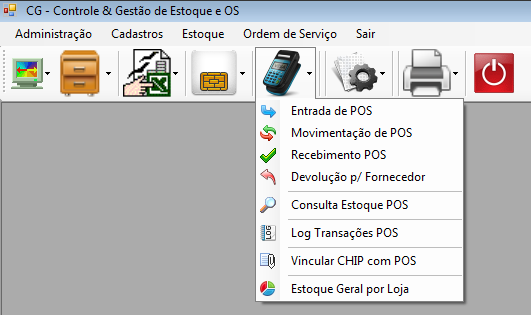 CG - Controle & Gestão de Estoque e OS
Administração Cadastros Estoque Ordem de Serviço Sair
Entrada de POS
Movimentação de POS
Recebimento POS
Devolução p/ Fornecedor
Consulta Estoque POS
LOG
Log Transações POS
Vincular CHIP com POS
Estoque Geral por Loja